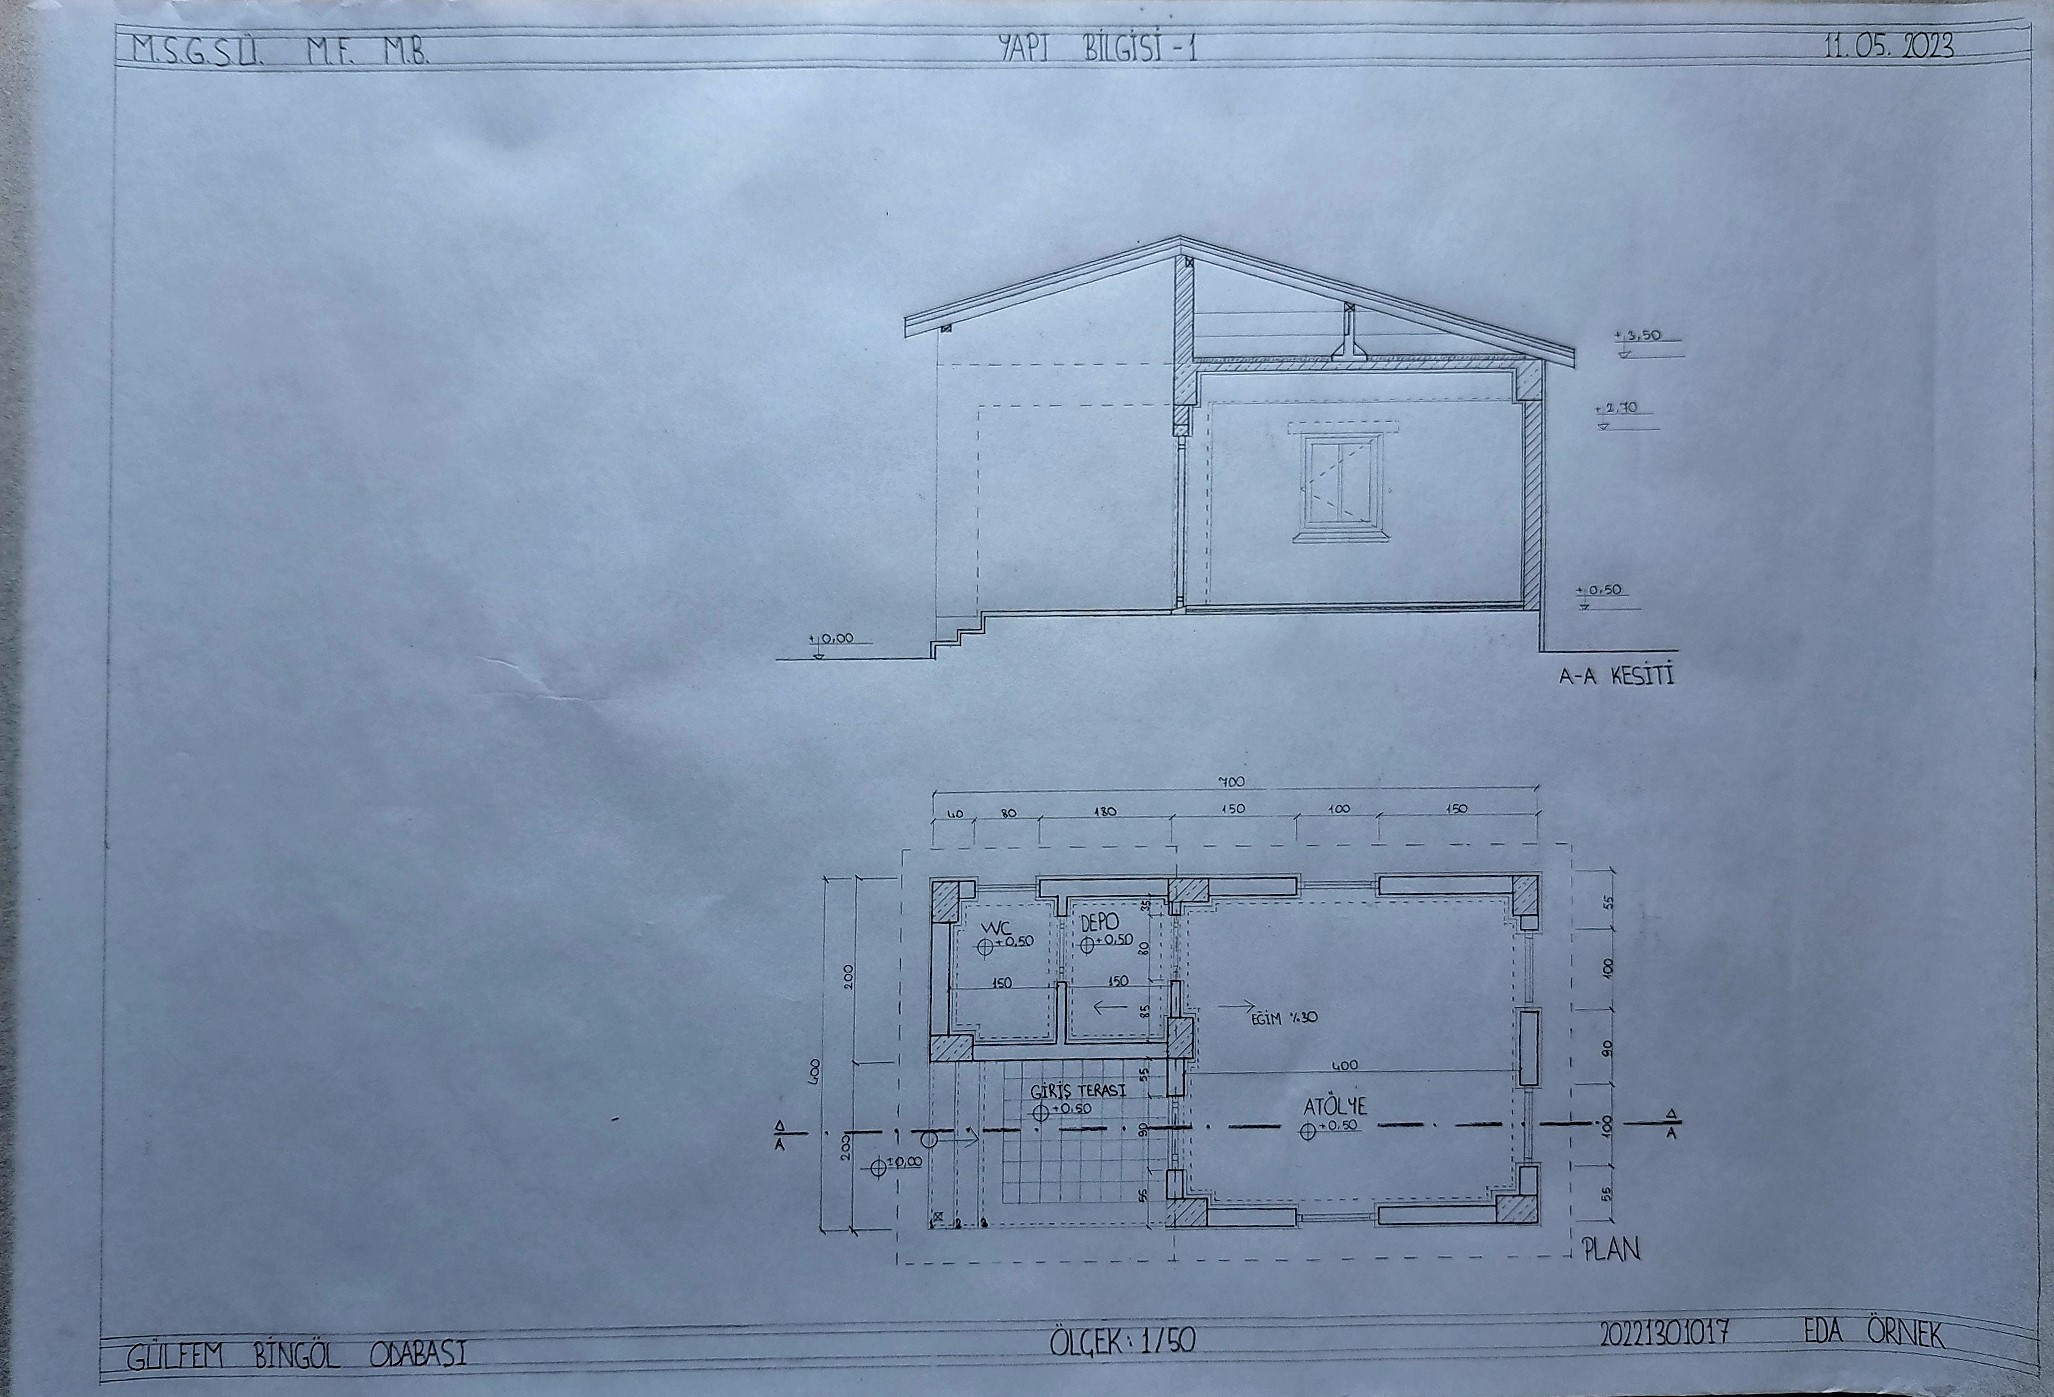 M.S.G.S.Ü. M.F. M.B. YAPI BİLGİSİ-1 11.05.2023
+3,50
+2,70
+0,50
+0,00
A-A KESİTİ
700
40 80 180 150 100 150
WC
+0,50
DEPO
+0,50
150
150
35
80
85
EĞİM %30
400
GİRİŞ TERASI
+0,50
ATÖLYE
+0,50
±0,00
55
90
55
200
200
400
55
100
90
100
55
A
A
1 2 3
PLAN
GÜLFEM BİNGÖL ODABAŞI ÖLÇEK: 1/50 20221301017 EDA ÖRNEK